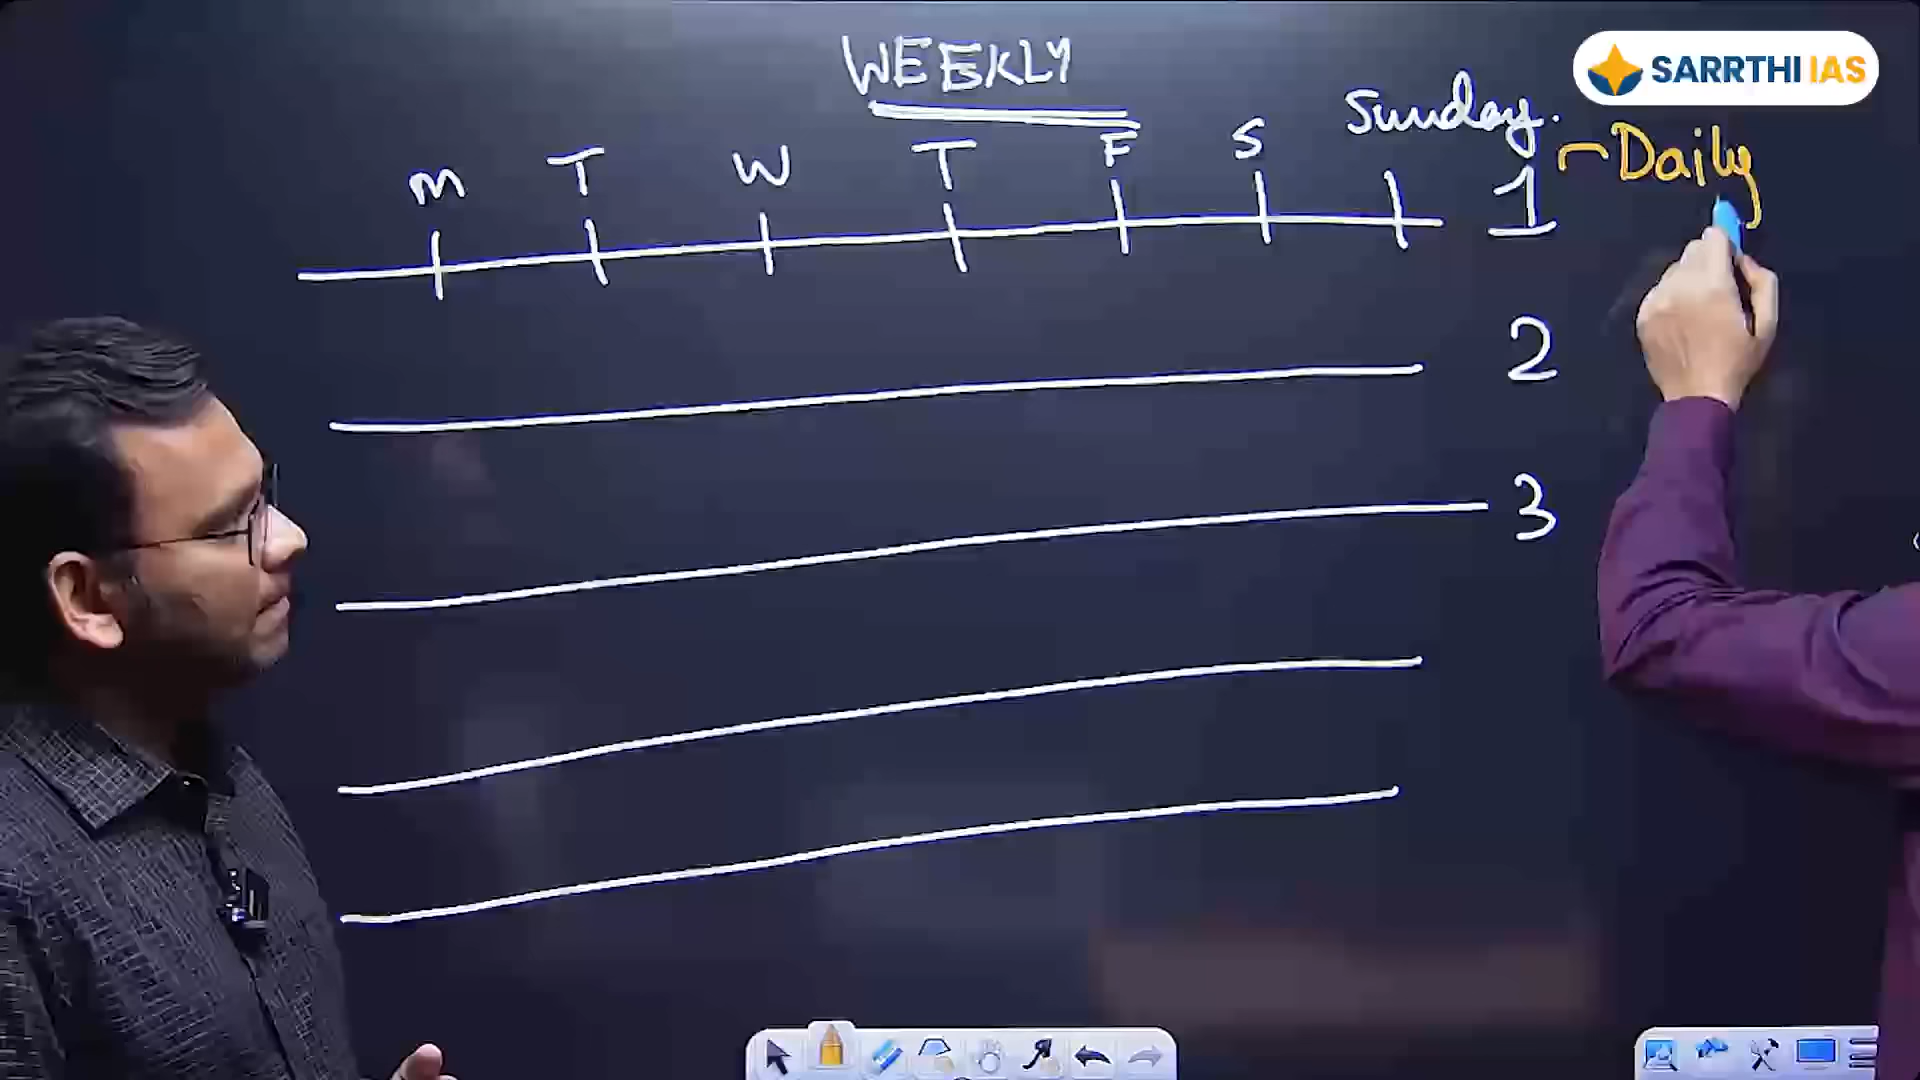 WEEKLY
SARRTHI IAS
Sunday.
Daily
M T W T F S 1
2
3